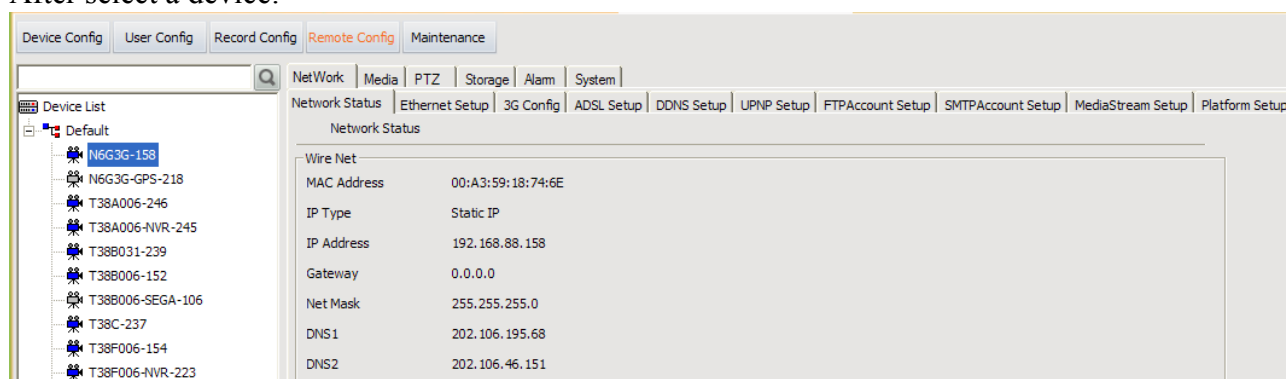 After select a device:
Device Config User Config Record Config Remote Config Maintenance
NetWork Media PTZ Storage Alarm System
Network Status Ethernet Setup 3G Config ADSL Setup DDNS Setup UPNP Setup FTPAccount Setup SMTPAccount Setup MediaStream Setup Platform Setup
Device List
Default
N6G3G-158
N6G3G-GPS-218
T38A006-246
T38A006-NVR-245
T38B031-239
T38B006-152
T38B006-SEGA-106
T38C-237
T38F006-154
T38F006-NVR-223
Network Status
Wire Net
MAC Address 00:A3:59:18:74:6E
IP Type Static IP
IP Address 192.168.88.158
Gateway 0.0.0.0
Net Mask 255.255.255.0
DNS1 202.106.195.68
DNS2 202.106.46.151